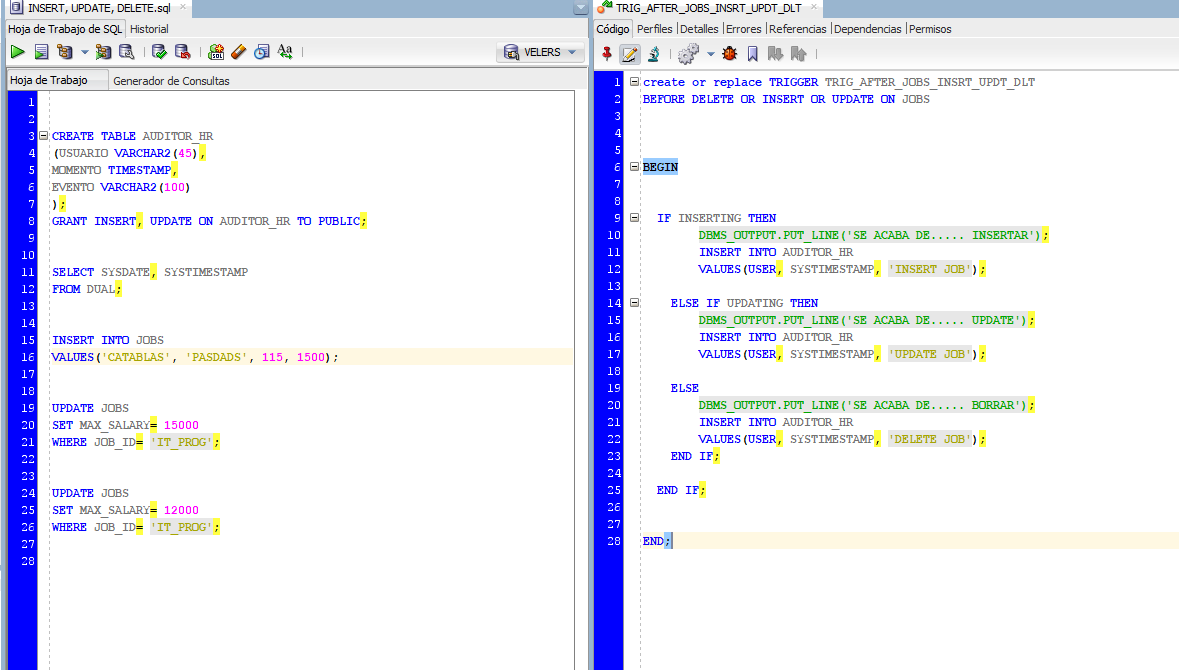 INSERT, UPDATE, DELETE.sql
Hoja de Trabajo de SQL Historial
VELERS
Hoja de Trabajo Generador de Consultas
1
2
3 CREATE TABLE AUDITOR_HR
4 (USUARIO VARCHAR2(45),
5 MOMENTO TIMESTAMP,
6 EVENTO VARCHAR2(100)
7 );
8 GRANT INSERT, UPDATE ON AUDITOR_HR TO PUBLIC;
9
10
11 SELECT SYSDATE, SYSTIMESTAMP
12 FROM DUAL;
13
14
15 INSERT INTO JOBS
16 VALUES('CATABLAS', 'PASDADS', 115, 1500);
17
18
19 UPDATE JOBS
20 SET MAX_SALARY= 15000
21 WHERE JOB_ID= 'IT_PROG';
22
23
24 UPDATE JOBS
25 SET MAX_SALARY= 12000
26 WHERE JOB_ID= 'IT_PROG';
27
28
TRIG_AFTER_JOBS_INSRT_UPDT_DLT
Código Perfiles Detalles Errores Referencias Dependencias Permisos
1 create or replace TRIGGER TRIG_AFTER_JOBS_INSRT_UPDT_DLT
2 BEFORE DELETE OR INSERT OR UPDATE ON JOBS
3
4
5
6 BEGIN
7
8
9 IF INSERTING THEN
10 DBMS_OUTPUT.PUT_LINE('SE ACABA DE..... INSERTAR');
11 INSERT INTO AUDITOR_HR
12 VALUES(USER, SYSTIMESTAMP, 'INSERT JOB');
13
14 ELSE IF UPDATING THEN
15 DBMS_OUTPUT.PUT_LINE('SE ACABA DE..... UPDATE');
16 INSERT INTO AUDITOR_HR
17 VALUES(USER, SYSTIMESTAMP, 'UPDATE JOB');
18
19 ELSE
20 DBMS_OUTPUT.PUT_LINE('SE ACABA DE..... BORRAR');
21 INSERT INTO AUDITOR_HR
22 VALUES(USER, SYSTIMESTAMP, 'DELETE JOB');
23 END IF;
24
25 END IF;
26
27
28 END;